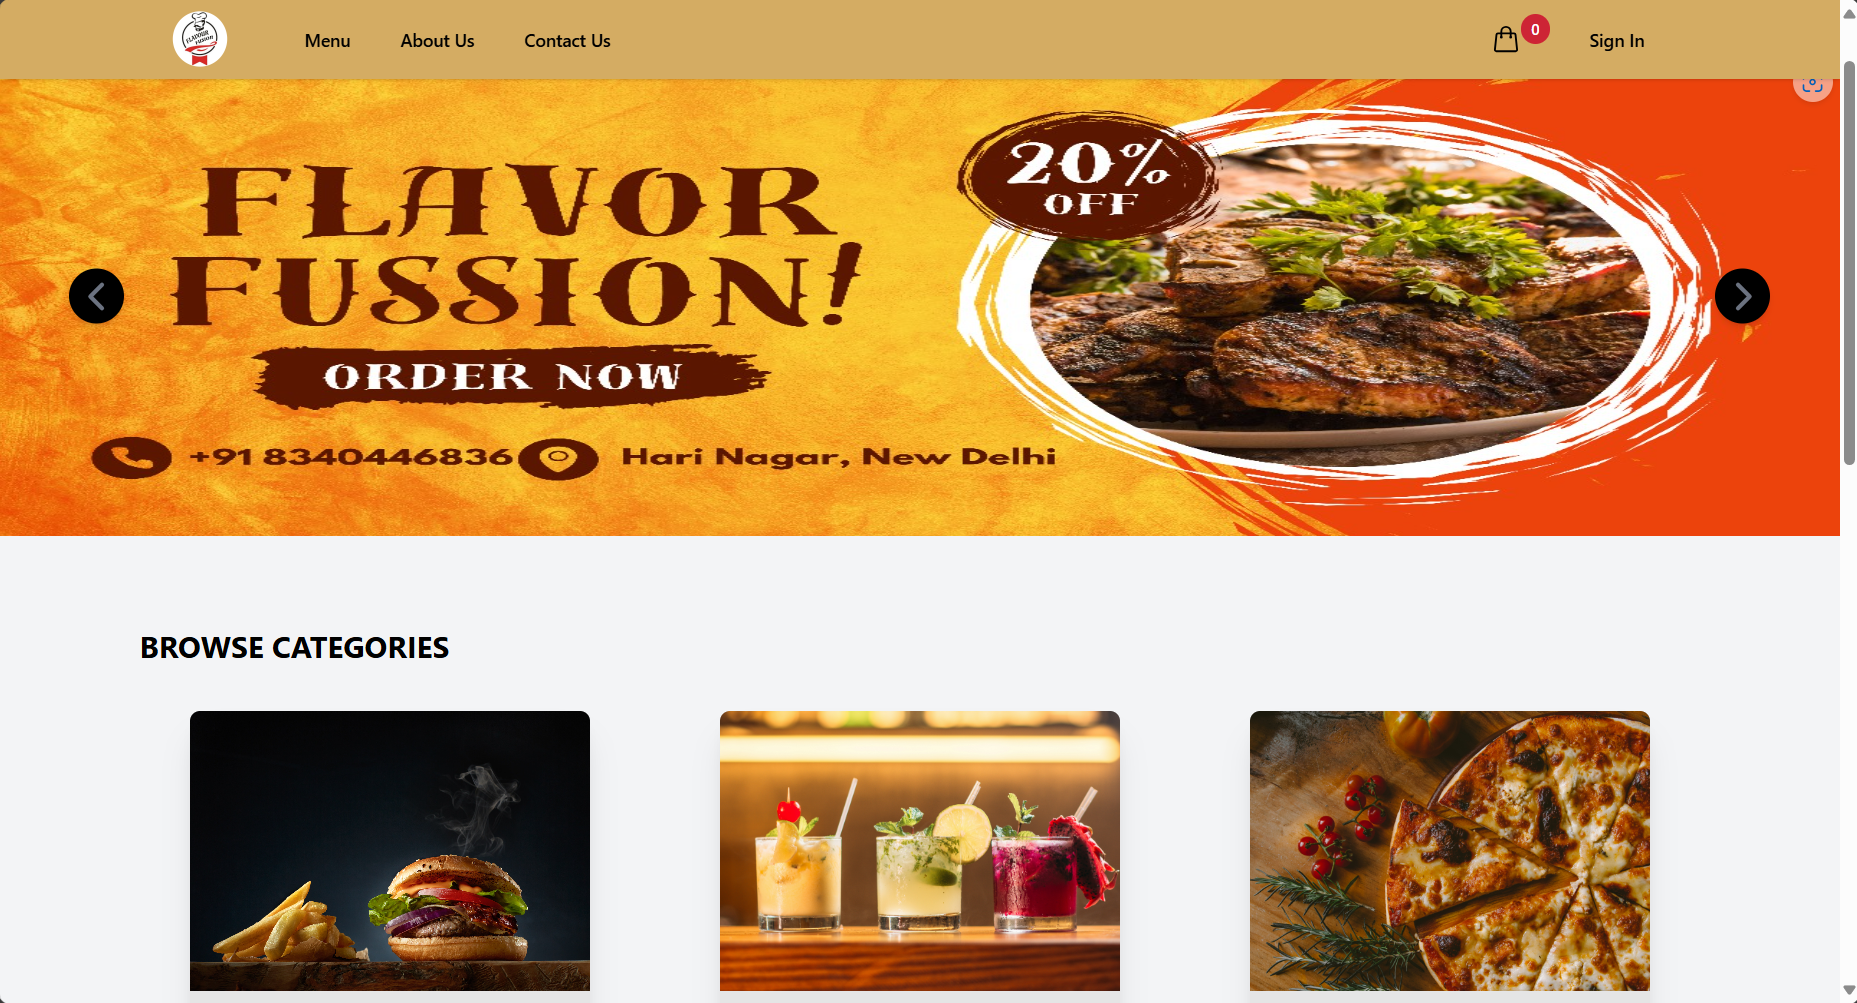 FLAVOUR
FUSION
Menu
About Us
Contact Us
0
Sign In
FLAVOR
FUSSION!
20%
OFF
ORDER NOW
+91 8340446836
Hari Nagar, New Delhi
BROWSE CATEGORIES